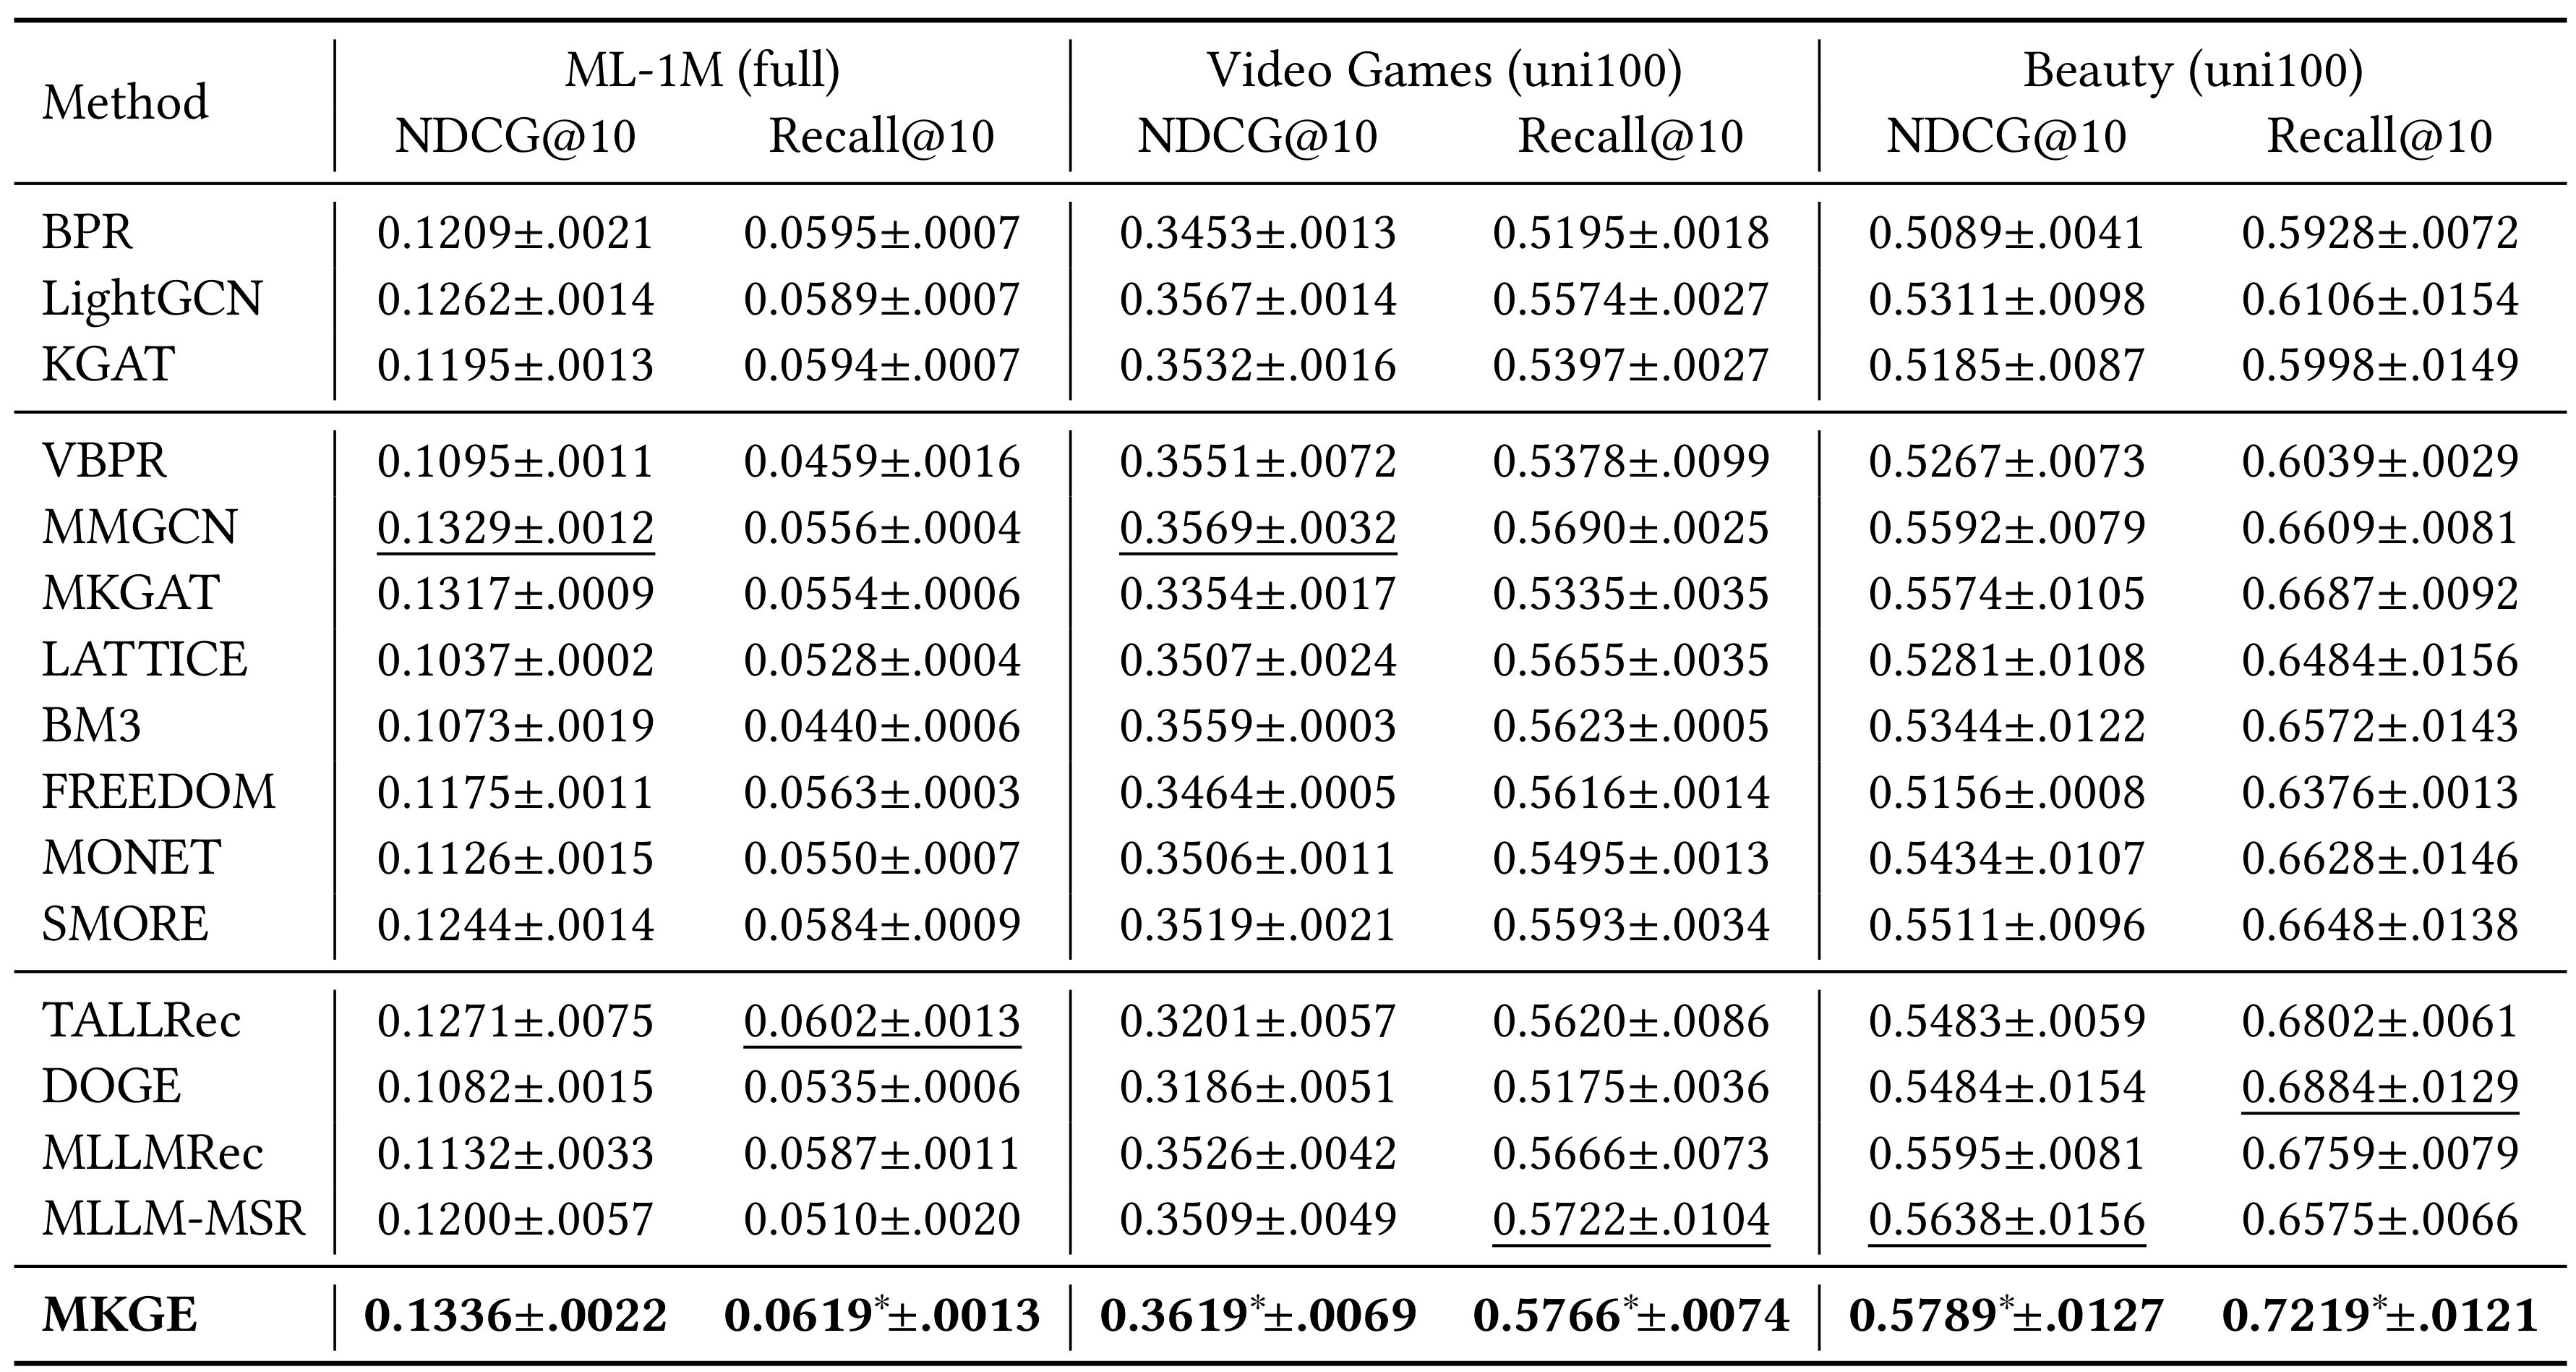 Method ML-1M (full) Video Games (uni100) Beauty (uni100)
NDCG@10 Recall@10 NDCG@10 Recall@10 NDCG@10 Recall@10
BPR 0.1209±.0021 0.0595±.0007 0.3453±.0013 0.5195±.0018 0.5089±.0041 0.5928±.0072
LightGCN 0.1262±.0014 0.0589±.0007 0.3567±.0014 0.5574±.0027 0.5311±.0098 0.6106±.0154
KGAT 0.1195±.0013 0.0594±.0007 0.3532±.0016 0.5397±.0027 0.5185±.0087 0.5998±.0149
VBPR 0.1095±.0011 0.0459±.0016 0.3551±.0072 0.5378±.0099 0.5267±.0073 0.6039±.0029
MMGCN 0.1329±.0012 0.0556±.0004 0.3569±.0032 0.5690±.0025 0.5592±.0079 0.6609±.0081
MKGAT 0.1317±.0009 0.0554±.0006 0.3354±.0017 0.5335±.0035 0.5574±.0105 0.6687±.0092
LATTICE 0.1037±.0002 0.0528±.0004 0.3507±.0024 0.5655±.0035 0.5281±.0108 0.6484±.0156
BM3 0.1073±.0019 0.0440±.0006 0.3559±.0003 0.5623±.0005 0.5344±.0122 0.6572±.0143
FREEDOM 0.1175±.0011 0.0563±.0003 0.3464±.0005 0.5616±.0014 0.5156±.0008 0.6376±.0013
MONET 0.1126±.0015 0.0550±.0007 0.3506±.0011 0.5495±.0013 0.5434±.0107 0.6628±.0146
SMORE 0.1244±.0014 0.0584±.0009 0.3519±.0021 0.5593±.0034 0.5511±.0096 0.6648±.0138
TALLRec 0.1271±.0075 0.0602±.0013 0.3201±.0057 0.5620±.0086 0.5483±.0059 0.6802±.0061
DOGE 0.1082±.0015 0.0535±.0006 0.3186±.0051 0.5175±.0036 0.5484±.0154 0.6884±.0129
MLLMRec 0.1132±.0033 0.0587±.0011 0.3526±.0042 0.5666±.0073 0.5595±.0081 0.6759±.0079
MLLM-MSR 0.1200±.0057 0.0510±.0020 0.3509±.0049 0.5722±.0104 0.5638±.0156 0.6575±.0066
MKGE 0.1336±.0022 0.0619*±.0013 0.3619*±.0069 0.5766*±.0074 0.5789*±.0127 0.7219*±.0121